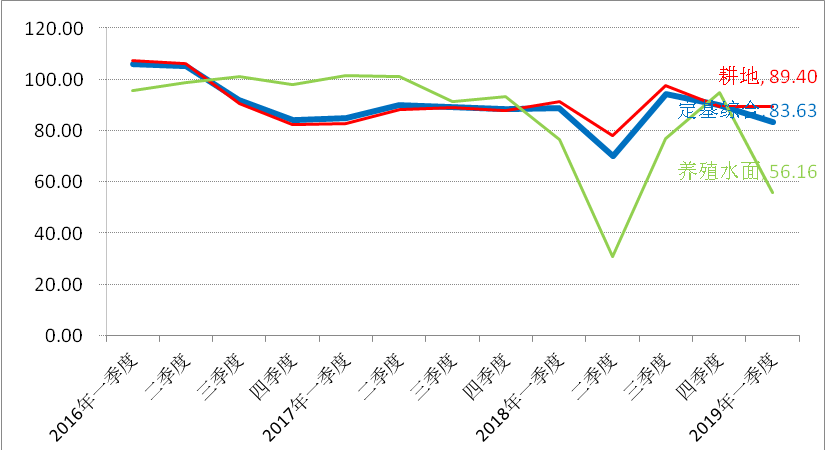 120.00
100.00
80.00
60.00
40.00
20.00
0.00
耕地, 89.40
定基综合, 83.63
养殖水面, 56.16
2016年一季度
二季度
三季度
四季度
2017年一季度
二季度
三季度
四季度
2018年一季度
二季度
三季度
四季度
2019年一季度